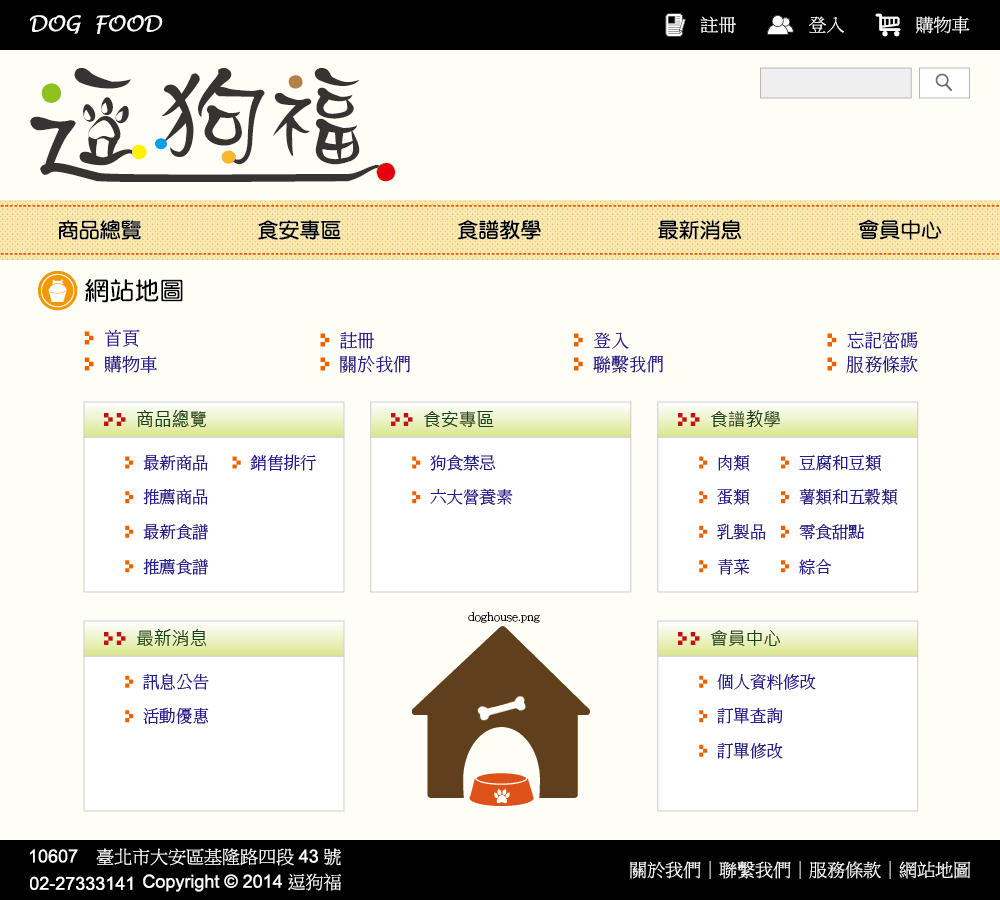 DOG FOOD 註冊 登入 購物車
逗狗福
商品總覽 食安專區 食譜教學 最新消息 會員中心
網站地圖
首頁 註冊 登入 忘記密碼
購物車 關於我們 聯繫我們 服務條款
商品總覽
最新商品 銷售排行
推薦商品
最新食譜
推薦食譜
食安專區
狗食禁忌
六大營養素
食譜教學
肉類 豆腐和豆類
蛋類 薯類和五穀類
乳製品 零食甜點
青菜 綜合
最新消息
訊息公告
活動優惠
doghouse.png
會員中心
個人資料修改
訂單查詢
訂單修改
10607 臺北市大安區基隆路四段 43 號
02-27333141 Copyright © 2014 逗狗福
關於我們｜聯繫我們｜服務條款｜網站地圖